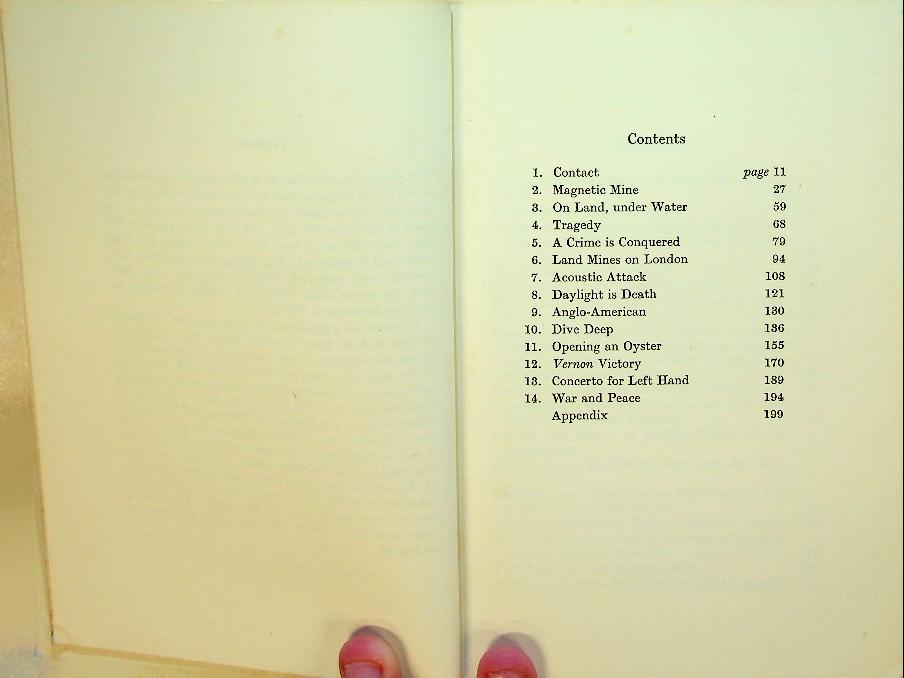 Contents
1. Contact page 11
2. Magnetic Mine 27
3. On Land, under Water 59
4. Tragedy 68
5. A Crime is Conquered 79
6. Land Mines on London 94
7. Acoustic Attack 108
8. Daylight is Death 121
9. Anglo-American 130
10. Dive Deep 136
11. Opening an Oyster 155
12. Vernon Victory 170
13. Concerto for Left Hand 189
14. War and Peace 194
Appendix 199